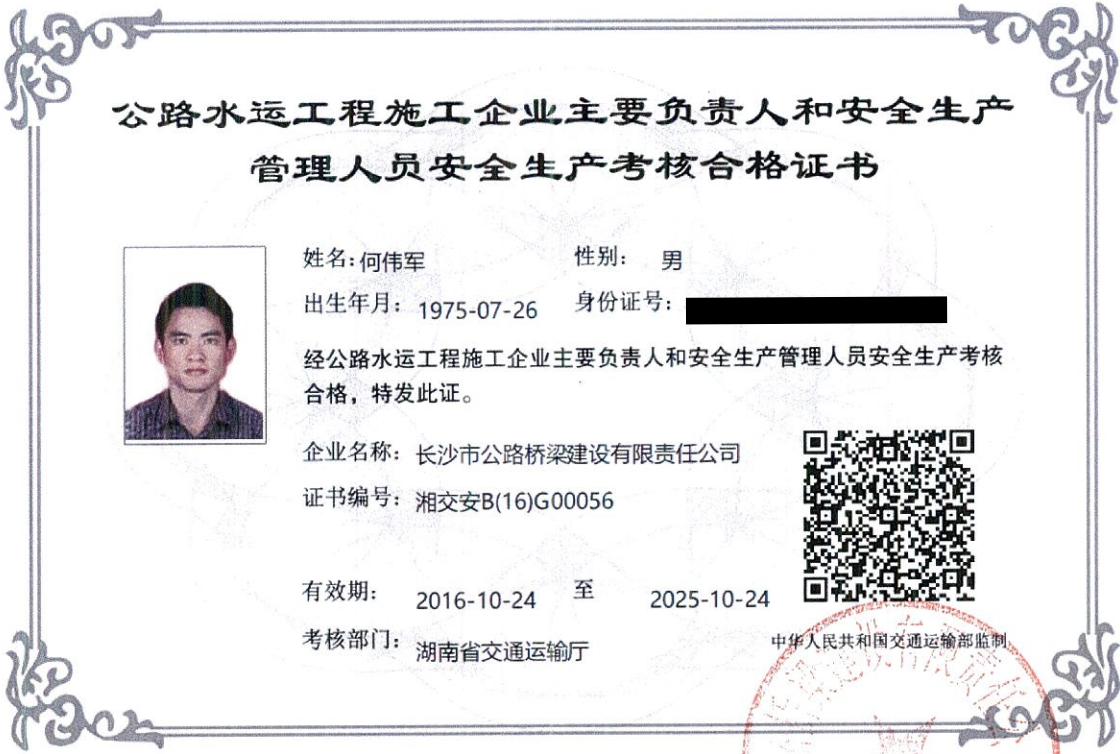 公路水运工程施工企业主要负责人和安全生产
管理人员安全生产考核合格证书
姓名：何伟军 性别： 男
出生年月： 1975-07-26 身份证号：
经公路水运工程施工企业主要负责人和安全生产管理人员安全生产考核
合格，特发此证。
企业名称：长沙市公路桥梁建设有限责任公司
证书编号：湘交安B(16)G00056
有效期： 2016-10-24 至 2025-10-24
考核部门：湖南省交通运输厅
中华人民共和国交通运输部监制
桥梁建设有限责任